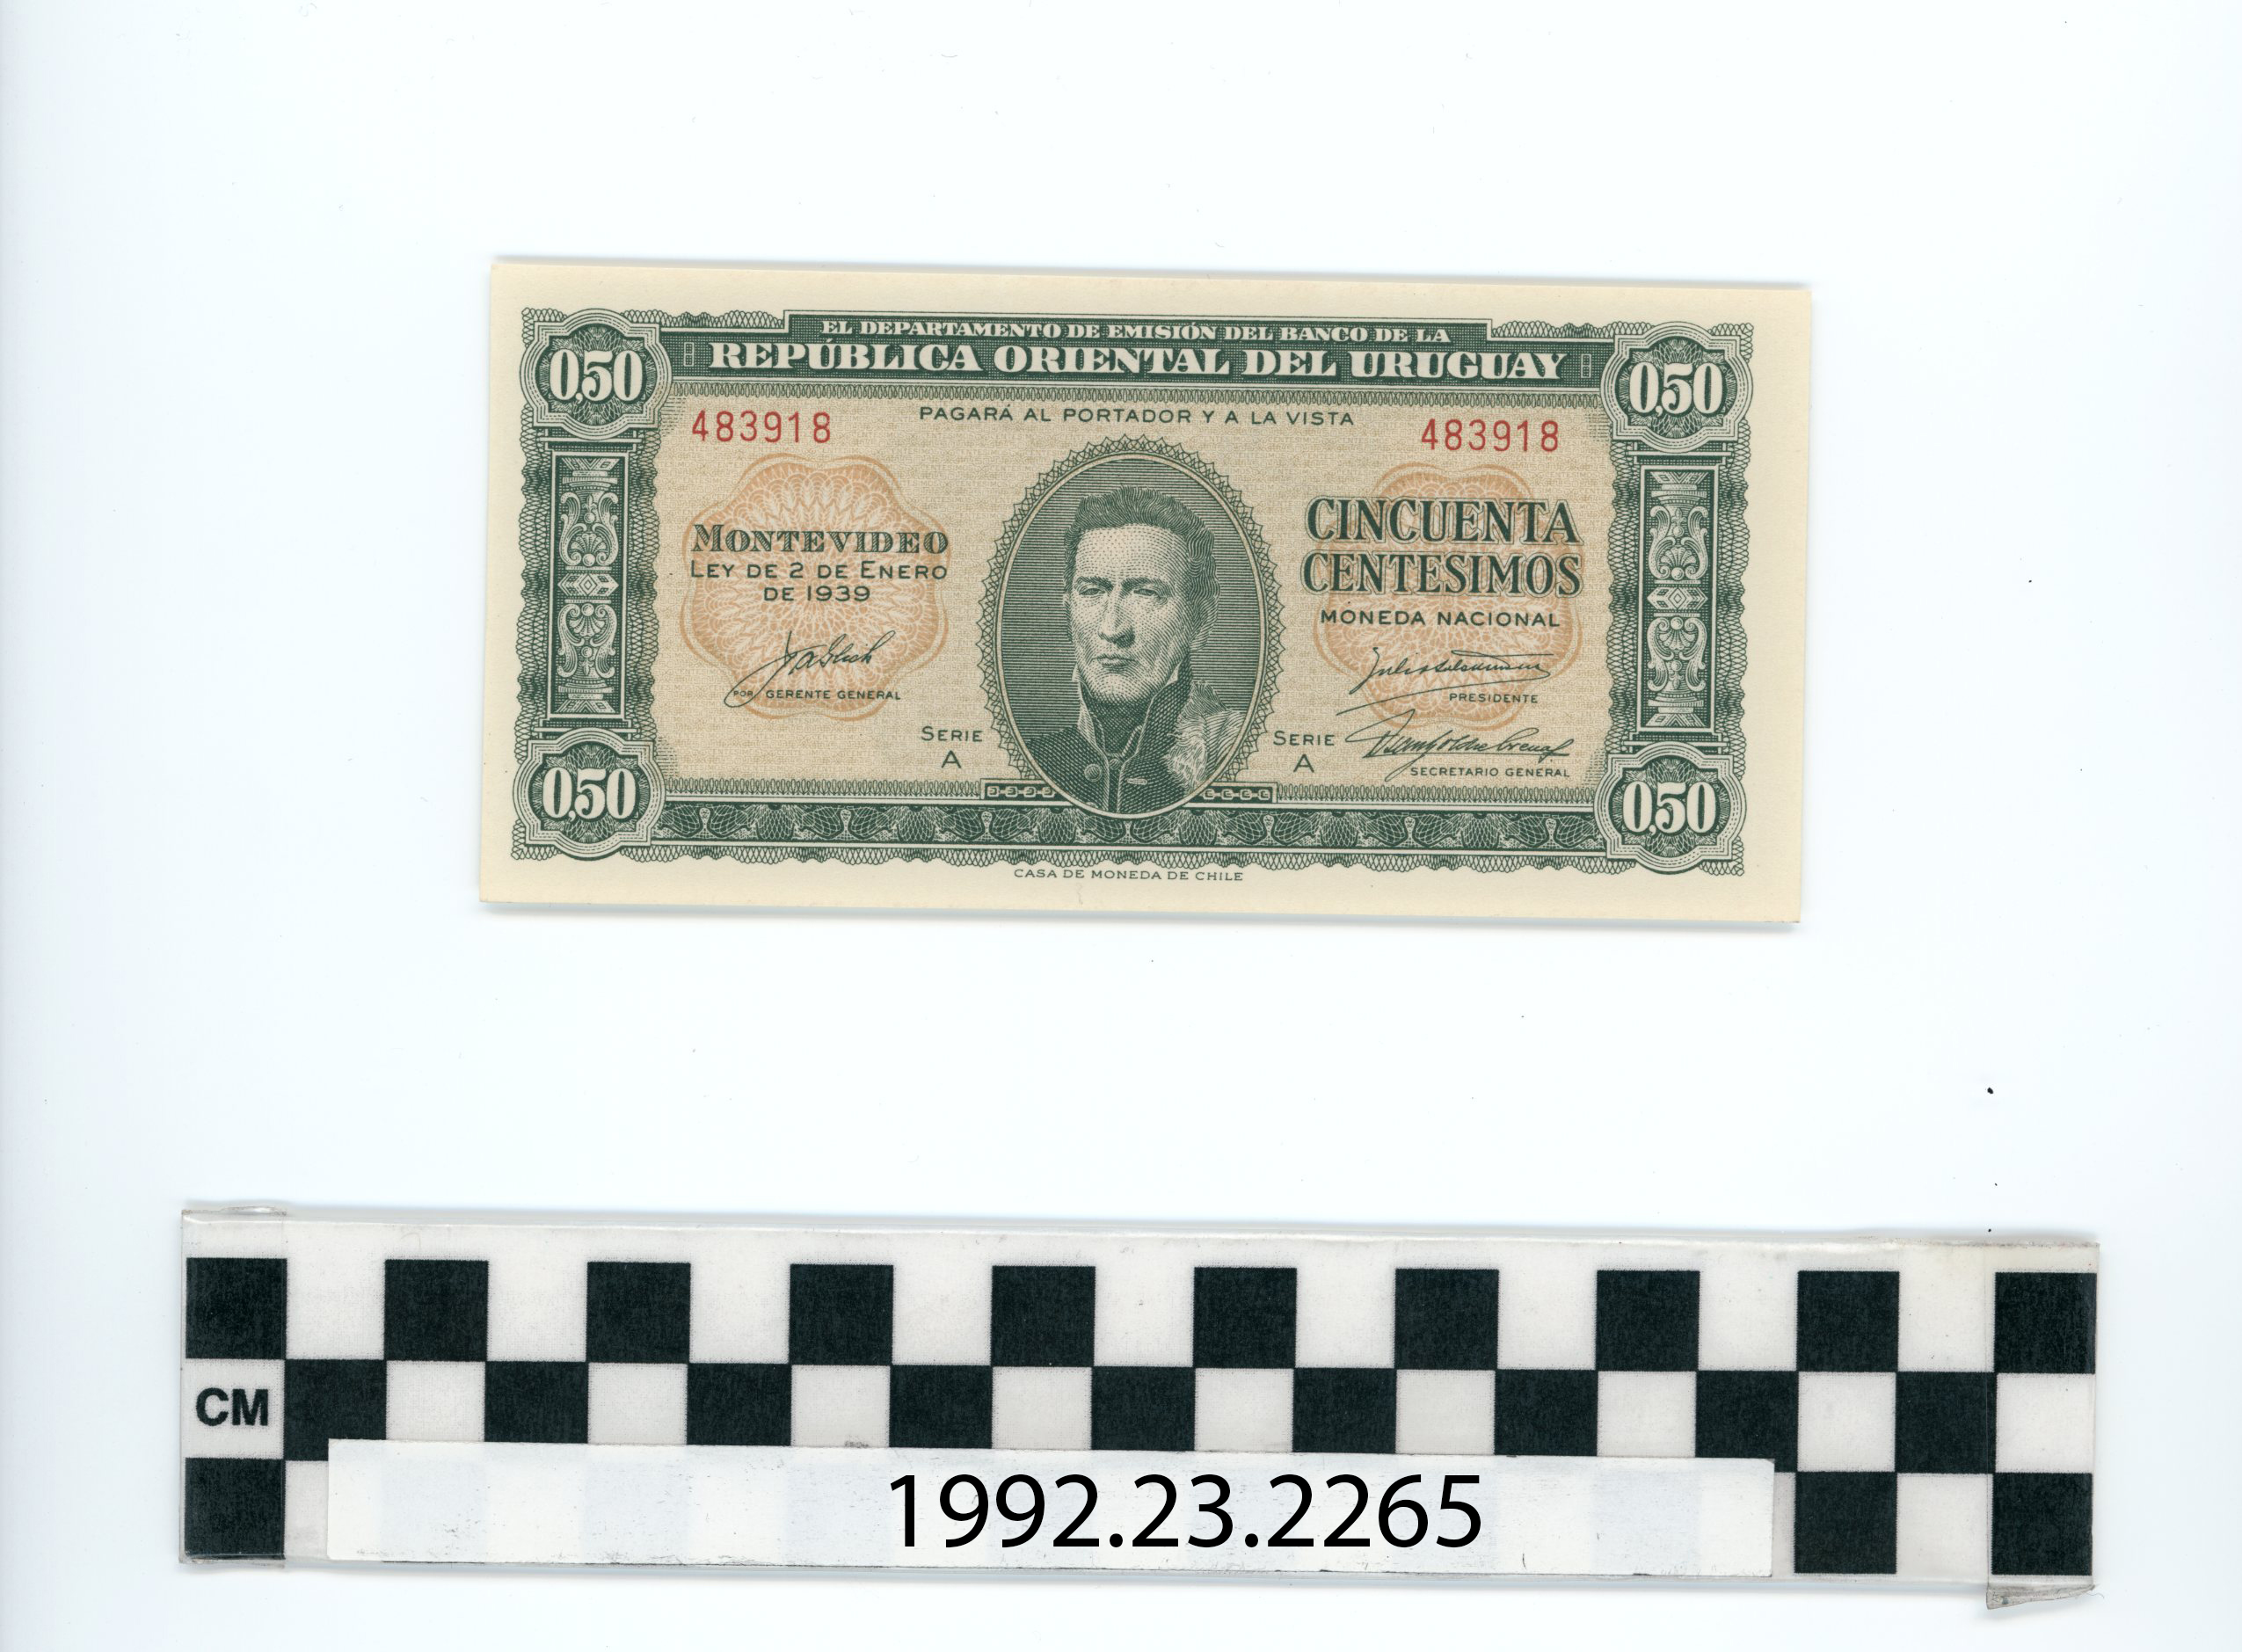 EL DEPARTAMENTO DE EMISIÓN DEL BANCO DE LA
REPÚBLICA ORIENTAL DEL URUGUAY
0,50
0,50
PAGARÁ AL PORTADOR Y A LA VISTA
483918
483918
MONTEVIDEO
LEY DE 2 DE ENERO
DE 1939
CINCUENTA
CENTESIMOS
MONEDA NACIONAL
POR GERENTE GENERAL
PRESIDENTE
SERIE
A
SERIE
A
SECRETARIO GENERAL
0,50
0,50
CASA DE MONEDA DE CHILE
CM
1992.23.2265